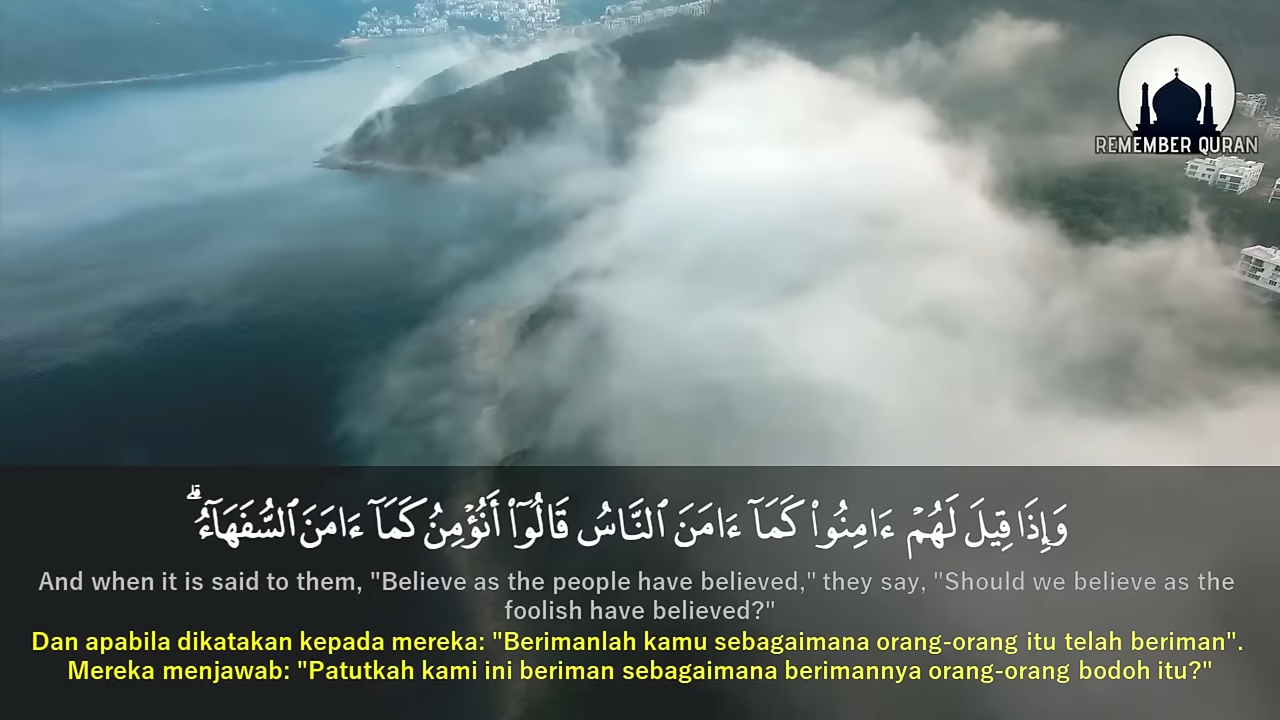 REMEMBER QURAN
وَإِذَا قِيلَ لَهُمْ ءَامِنُوا۟ كَمَآ ءَامَنَ ٱلنَّاسُ قَالُوٓا۟ أَنُؤْمِنُ كَمَآ ءَامَنَ ٱلسُّفَهَآءُ ۗ
And when it is said to them, "Believe as the people have believed," they say, "Should we believe as the
foolish have believed?"
Dan apabila dikatakan kepada mereka: "Berimanlah kamu sebagaimana orang-orang itu telah beriman".
Mereka menjawab: "Patutkah kami ini beriman sebagaimana berimannya orang-orang bodoh itu?"